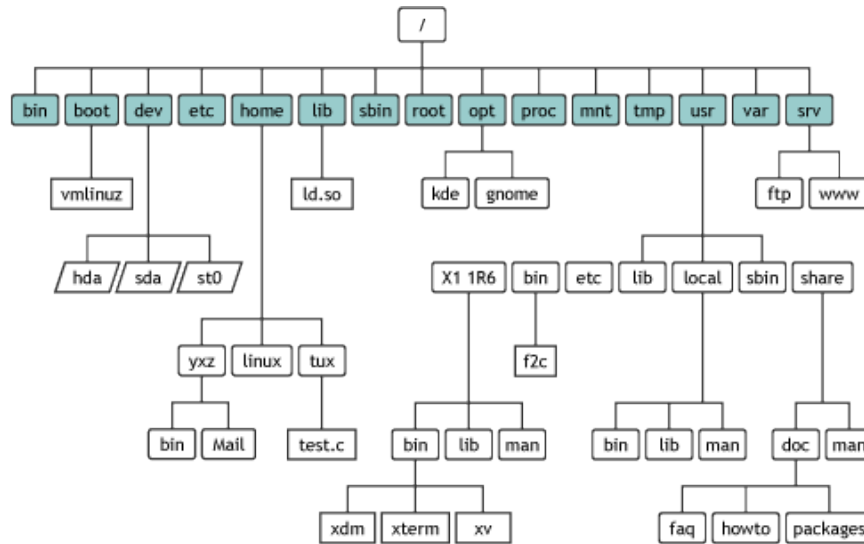 /
bin boot dev etc home lib sbin root opt proc mnt tmp usr var srv
vmlinuz ld.so kde gnome ftp www
hda sda st0 X1 1R6 bin etc lib local sbin share
yxz linux tux f2c
bin Mail test.c bin lib man bin lib man doc man
xdm xterm xv faq howto packages